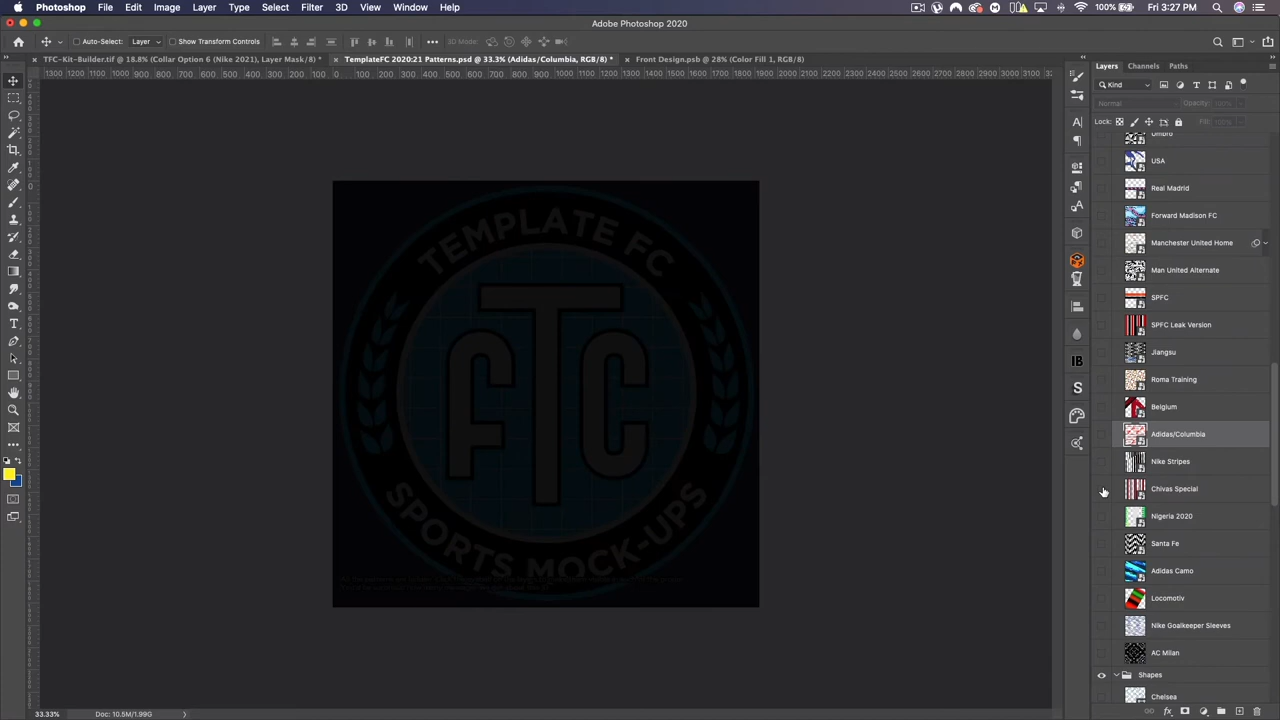 Photoshop File Edit Image Layer Type Select Filter 3D View Window Help 100% Fri 3:27 PM
Adobe Photoshop 2020
Auto-Select: Layer Show Transform Controls 3D Mode:
TFC-Kit-Builder.tif @ 18.8% (Collar Option 6 (Nike 2021), Layer Mask/8) *
TemplateFC 2020:21 Patterns.psd @ 33.3% (Adidas/Columbia, RGB/8) *
Front Design.psb @ 28% (Color Fill 1, RGB/8)
Layers Channels Paths
Kind
Normal Opacity:
Lock: Fill:
Umbro
USA
Real Madrid
Forward Madison FC
Manchester United Home
Man United Alternate
SPFC
SPFC Leak Version
Jiangsu
Roma Training
Belgium
Adidas/Columbia
Nike Stripes
Chivas Special
Nigeria 2020
Santa Fe
Adidas Camo
Locomotiv
Nike Goalkeeper Sleeves
AC Milan
Shapes
Chelsea
TEMPLATE FC
TFC
SPORTS MOCK-UPS
33.33% Doc: 10.5M/1.99G